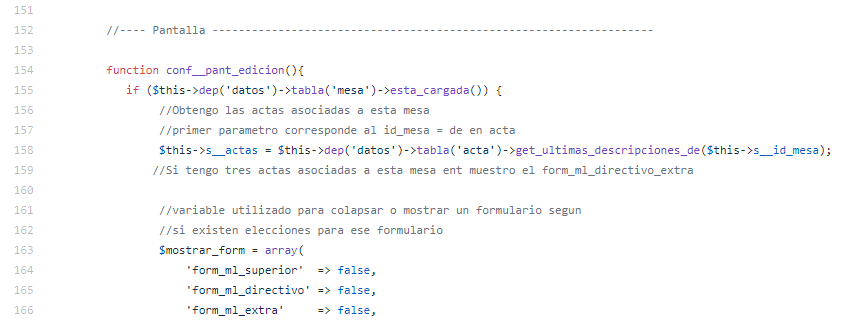 151
152 //---- Pantalla --------------------------------------------------------------------
153
154 function conf__pant_edicion(){
155 if ($this->dep('datos')->tabla('mesa')->esta_cargada()) {
156 //Obtengo las actas asociadas a esta mesa
157 //primer parametro corresponde al id_mesa = de en acta
158 $this->s__actas = $this->dep('datos')->tabla('acta')->get_ultimas_descripciones_de($this->s__id_mesa);
159 //Si tengo tres actas asociadas a esta mesa ent muestro el form_ml_directivo_extra
160
161 //variable utilizado para colapsar o mostrar un formulario segun
162 //si existen elecciones para ese formulario
163 $mostrar_form = array(
164 'form_ml_superior' => false,
165 'form_ml_directivo' => false,
166 'form_ml_extra' => false,